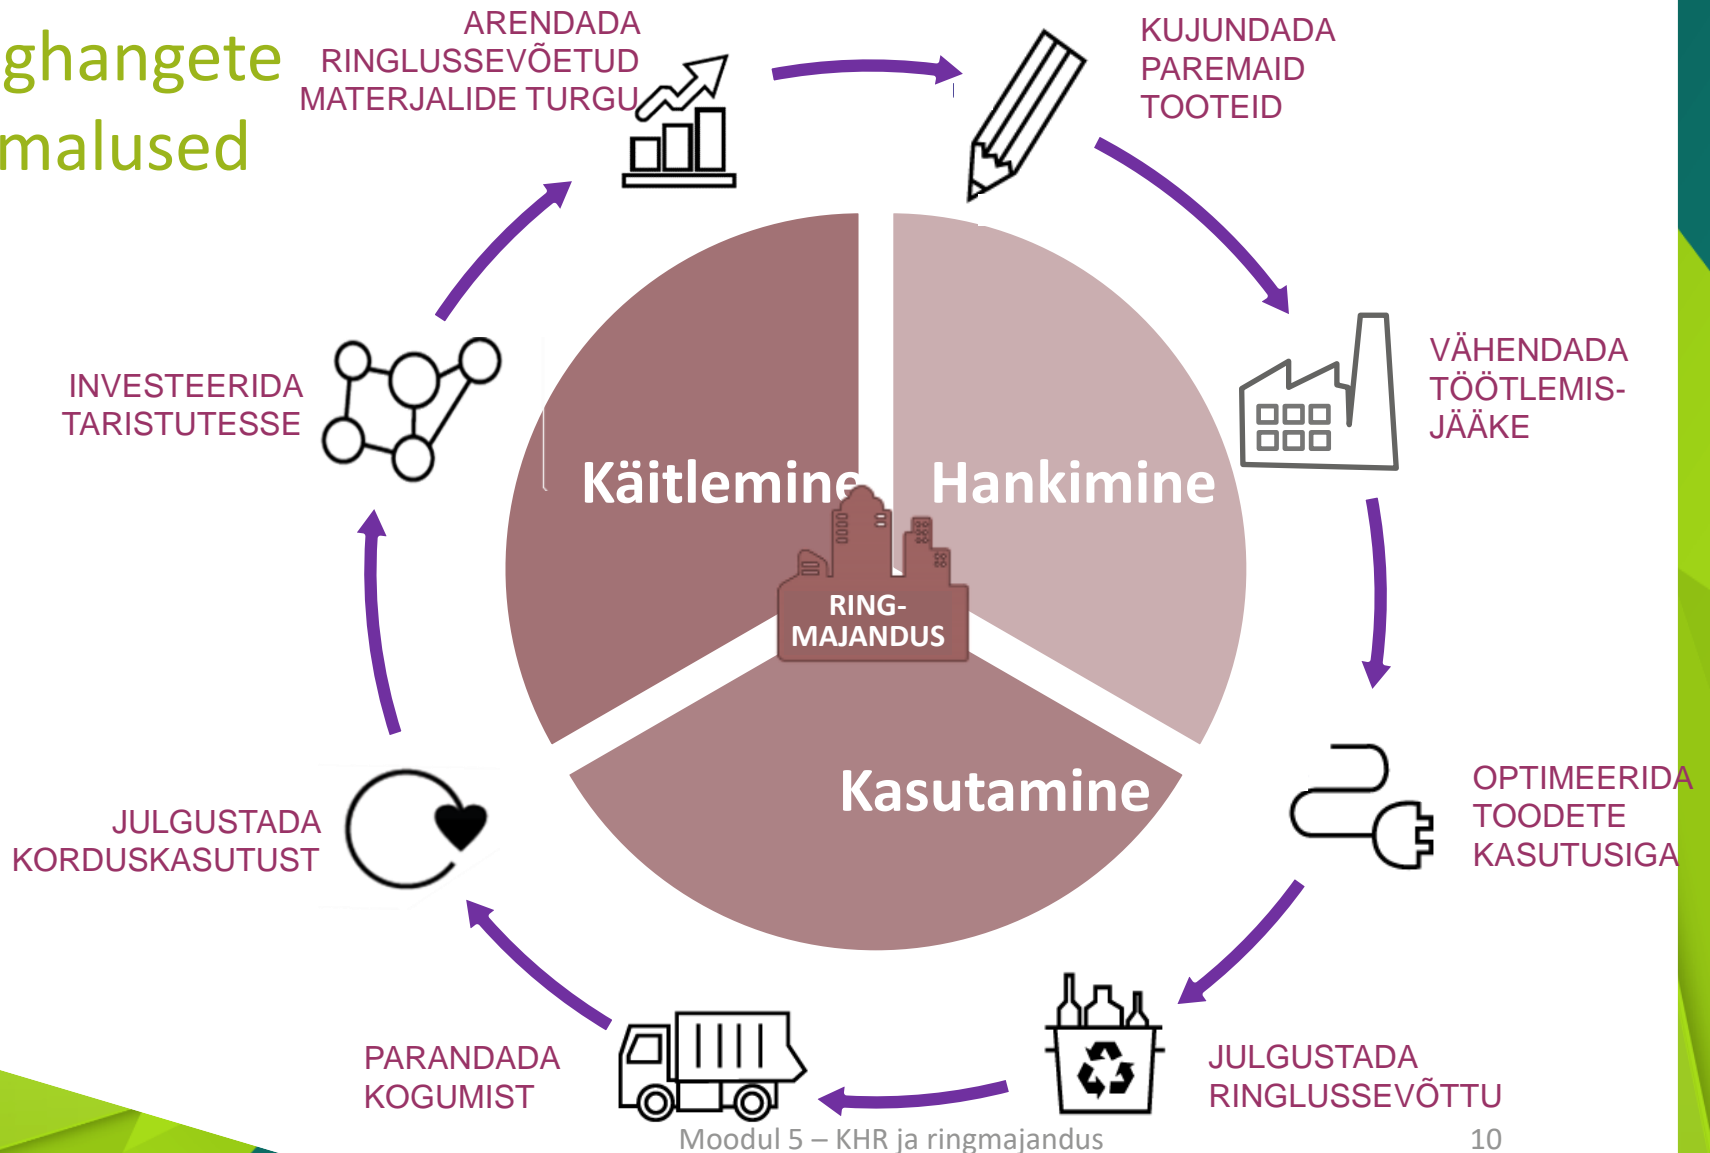 ghangete
malused
ARENDADA
RINGLUSSEVÕETUD
MATERJALIDE TURGU
KUJUNDADA
PAREMAID
TOOTEID
VÄHENDADA
TÖÖTLEMIS-
JÄÄKE
OPTIMEERIDA
TOODETE
KASUTUSIGA
JULGUSTADA
RINGLUSSEVÕTTU
PARANDADA
KOGUMIST
JULGUSTADA
KORDUSKASUTUST
INVESTEERIDA
TARISTUTESSE
Käitlemine
Hankimine
RING-
MAJANDUS
Kasutamine
Moodul 5 – KHR ja ringmajandus
10